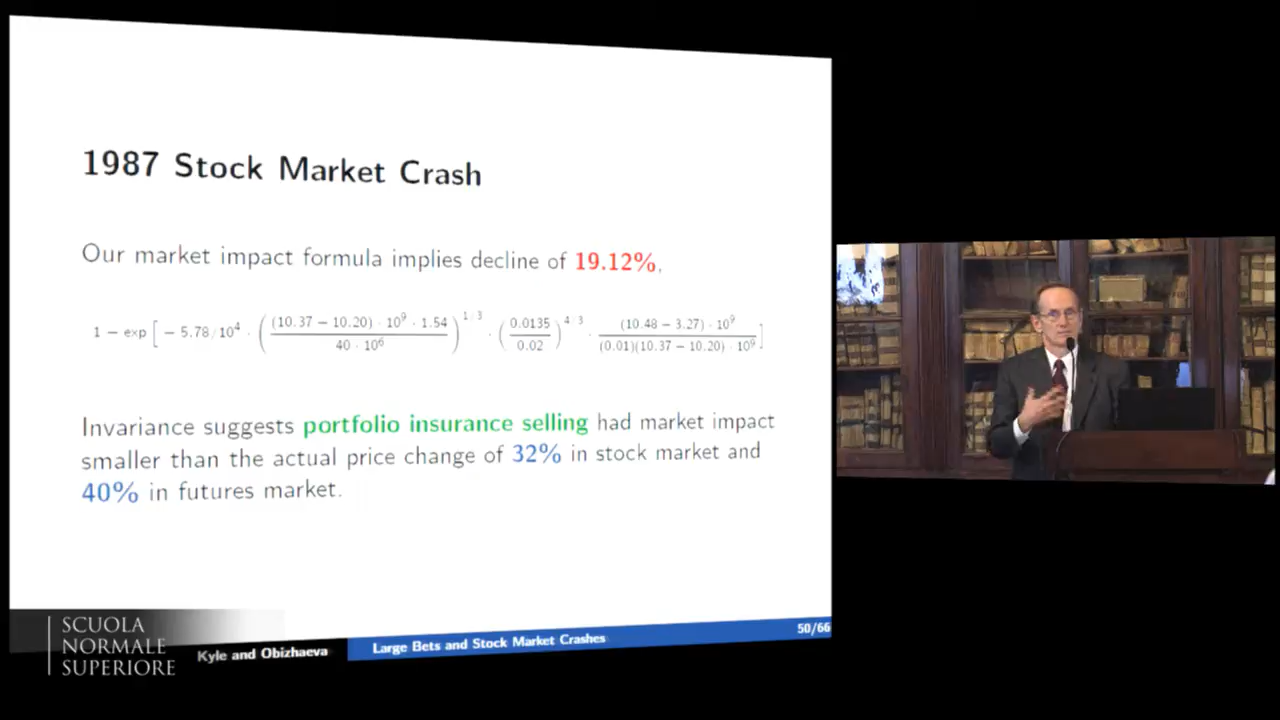 1987 Stock Market Crash
Our market impact formula implies decline of 19.12%,
1 − exp [ − 5.78/10⁴ · ( (10.37 − 10.20) · 10⁹ · 1.54 / 40 · 10⁶ )^1/3 · ( 0.0135 / 0.02 )^4/3 · (10.48 − 3.27) · 10⁹ / (0.01)(10.37 − 10.20) · 10⁹ ]
Invariance suggests portfolio insurance selling had market impact
smaller than the actual price change of 32% in stock market and
40% in futures market.
SCUOLA
NORMALE
SUPERIORE
Kyle and Obizhaeva
Large Bets and Stock Market Crashes
50/66